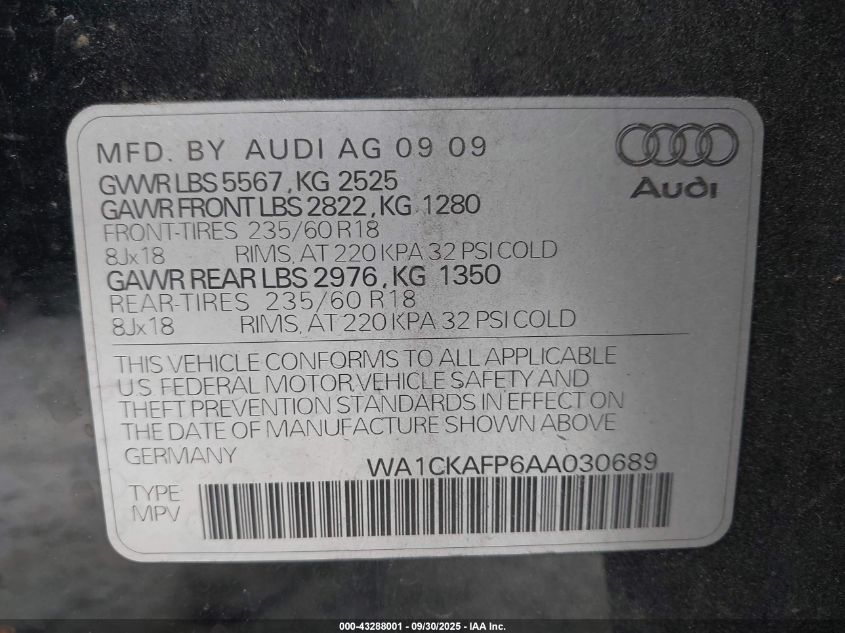 MFD. BY AUDI AG 09 09
GVWR LBS 5567, KG 2525
GAWR FRONT LBS 2822, KG 1280
FRONT-TIRES 235/60 R18
8Jx18 RIMS, AT 220 KPA 32 PSI COLD
GAWR REAR LBS 2976, KG 1350
REAR-TIRES 235/60 R18
8Jx18 RIMS, AT 220 KPA 32 PSI COLD
Audi
THIS VEHICLE CONFORMS TO ALL APPLICABLE
U.S. FEDERAL MOTOR VEHICLE SAFETY AND
THEFT PREVENTION STANDARDS IN EFFECT ON
THE DATE OF MANUFACTURE SHOWN ABOVE
GERMANY WA1CKAFP6AA030689
TYPE
MPV
000-43288001 - 09/30/2025 - IAA Inc.